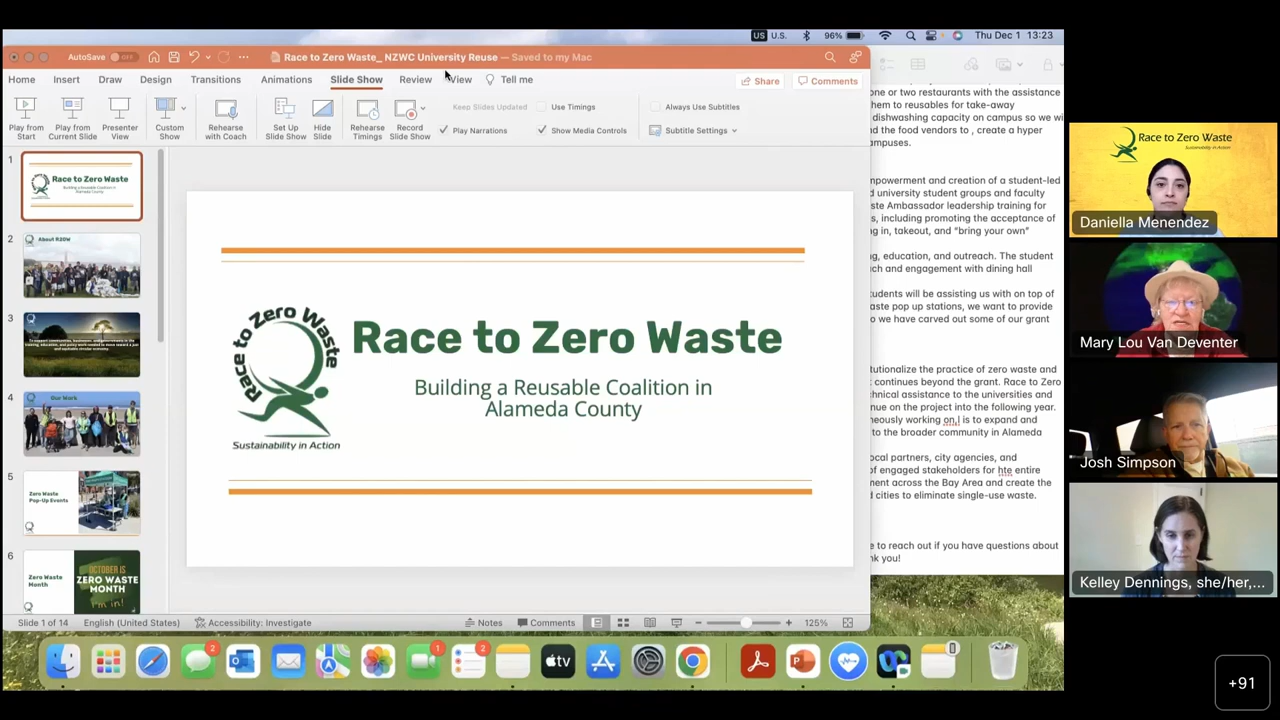 US U.S. 96% Thu Dec 1 13:23
AutoSave OFF ... Race to Zero Waste_ NZWC University Reuse — Saved to my Mac
Home Insert Draw Design Transitions Animations Slide Show Review View Tell me Share Comments
Play from Start
Play from Current Slide
Presenter View
Custom Show
Rehearse with Coach
Set Up Slide Show
Hide Slide
Rehearse Timings
Record Slide Show
Keep Slides Updated
Use Timings
Play Narrations
Show Media Controls
Always Use Subtitles
Subtitle Settings
1
Race to Zero Waste
Building a Reusable Coalition in
Alameda County
2
About R2ZW
3
4
Our Work
5
Zero Waste
Pop-Up Events
6
Zero Waste
Month
OCTOBER IS
ZERO WASTE
MONTH
I'm in!
Race to Zero Waste
Sustainability in Action
Race to Zero Waste
Building a Reusable Coalition in
Alameda County
one or two restaurants with the assistance
hem to reusables for take-away
dishwashing capacity on campus so we wi
d the food vendors to , create a hyper
ampuses.
npowerment and creation of a student-led
d university student groups and faculty
ste Ambassador leadership training for
s, including promoting the acceptance of
ng in, takeout, and “bring your own”
g, education, and outreach. The student
ch and engagement with dining hall
tudents will be assisting us with on top of
aste pop up stations, we want to provide
o we have carved out some of our grant
tutionalize the practice of zero waste and
t continues beyond the grant. Race to Zero
chnical assistance to the universities and
nue on the project into the following year.
neously working on,I is to expand and
to the broader community in Alameda
ocal partners, city agencies, and
of engaged stakeholders for hte entire
ment across the Bay Area and create the
d cities to eliminate single-use waste.
e to reach out if you have questions about
nk you!
Slide 1 of 14 English (United States) Accessibility: Investigate Notes Comments 125%
2
1
2
tv
Race to Zero Waste
Sustainability in Action
Daniella Menendez
Mary Lou Van Deventer
Josh Simpson
Kelley Dennings, she/her,...
+91